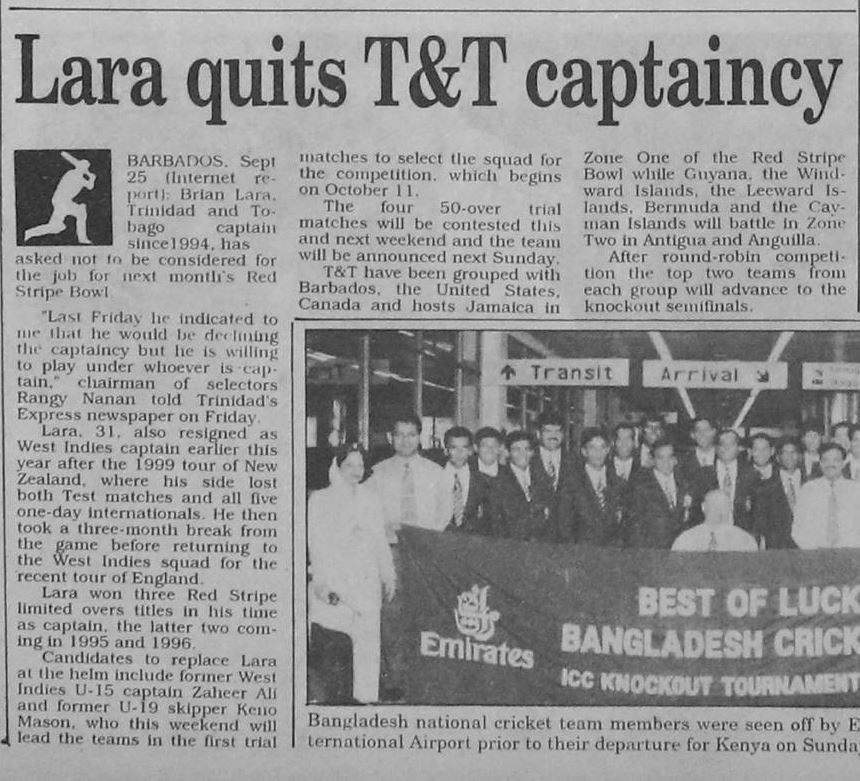 Lara quits T&T captaincy
BARBADOS, Sept
25 (Internet re-
port): Brian Lara,
Trinidad and To-
bago captain
since1994, has
asked not to be considered for
the job for next month's Red
Stripe Bowl.
"Last Friday he indicated to
me that he would be declining
the captaincy but he is willing
to play under whoever is cap-
tain," chairman of selectors
Rangy Nanan told Trinidad's
Express newspaper on Friday.
Lara, 31, also resigned as
West Indies captain earlier this
year after the 1999 tour of New
Zealand, where his side lost
both Test matches and all five
one-day internationals. He then
took a three-month break from
the game before returning to
the West Indies squad for the
recent tour of England.
Lara won three Red Stripe
limited overs titles in his time
as captain, the latter two com-
ing in 1995 and 1996.
Candidates to replace Lara
at the helm include former West
Indies U-15 captain Zaheer Ali
and former U-19 skipper Keno
Mason, who this weekend will
lead the teams in the first trial
matches to select the squad for
the competition, which begins
on October 11.
The four 50-over trial
matches will be contested this
and next weekend and the team
will be announced next Sunday.
T&T have been grouped with
Barbados, the United States,
Canada and hosts Jamaica in
Zone One of the Red Stripe
Bowl while Guyana, the Wind-
ward Islands, the Leeward Is-
lands, Bermuda and the Cay-
man Islands will battle in Zone
Two in Antigua and Anguilla.
After round-robin competi-
tion the top two teams from
each group will advance to the
knockout semifinals.
Transit
Arrival
BEST OF LUCK
BANGLADESH CRICK
ICC KNOCKOUT TOURNAMENT
Emirates
Bangladesh national cricket team members were seen off by E
ternational Airport prior to their departure for Kenya on Sunda